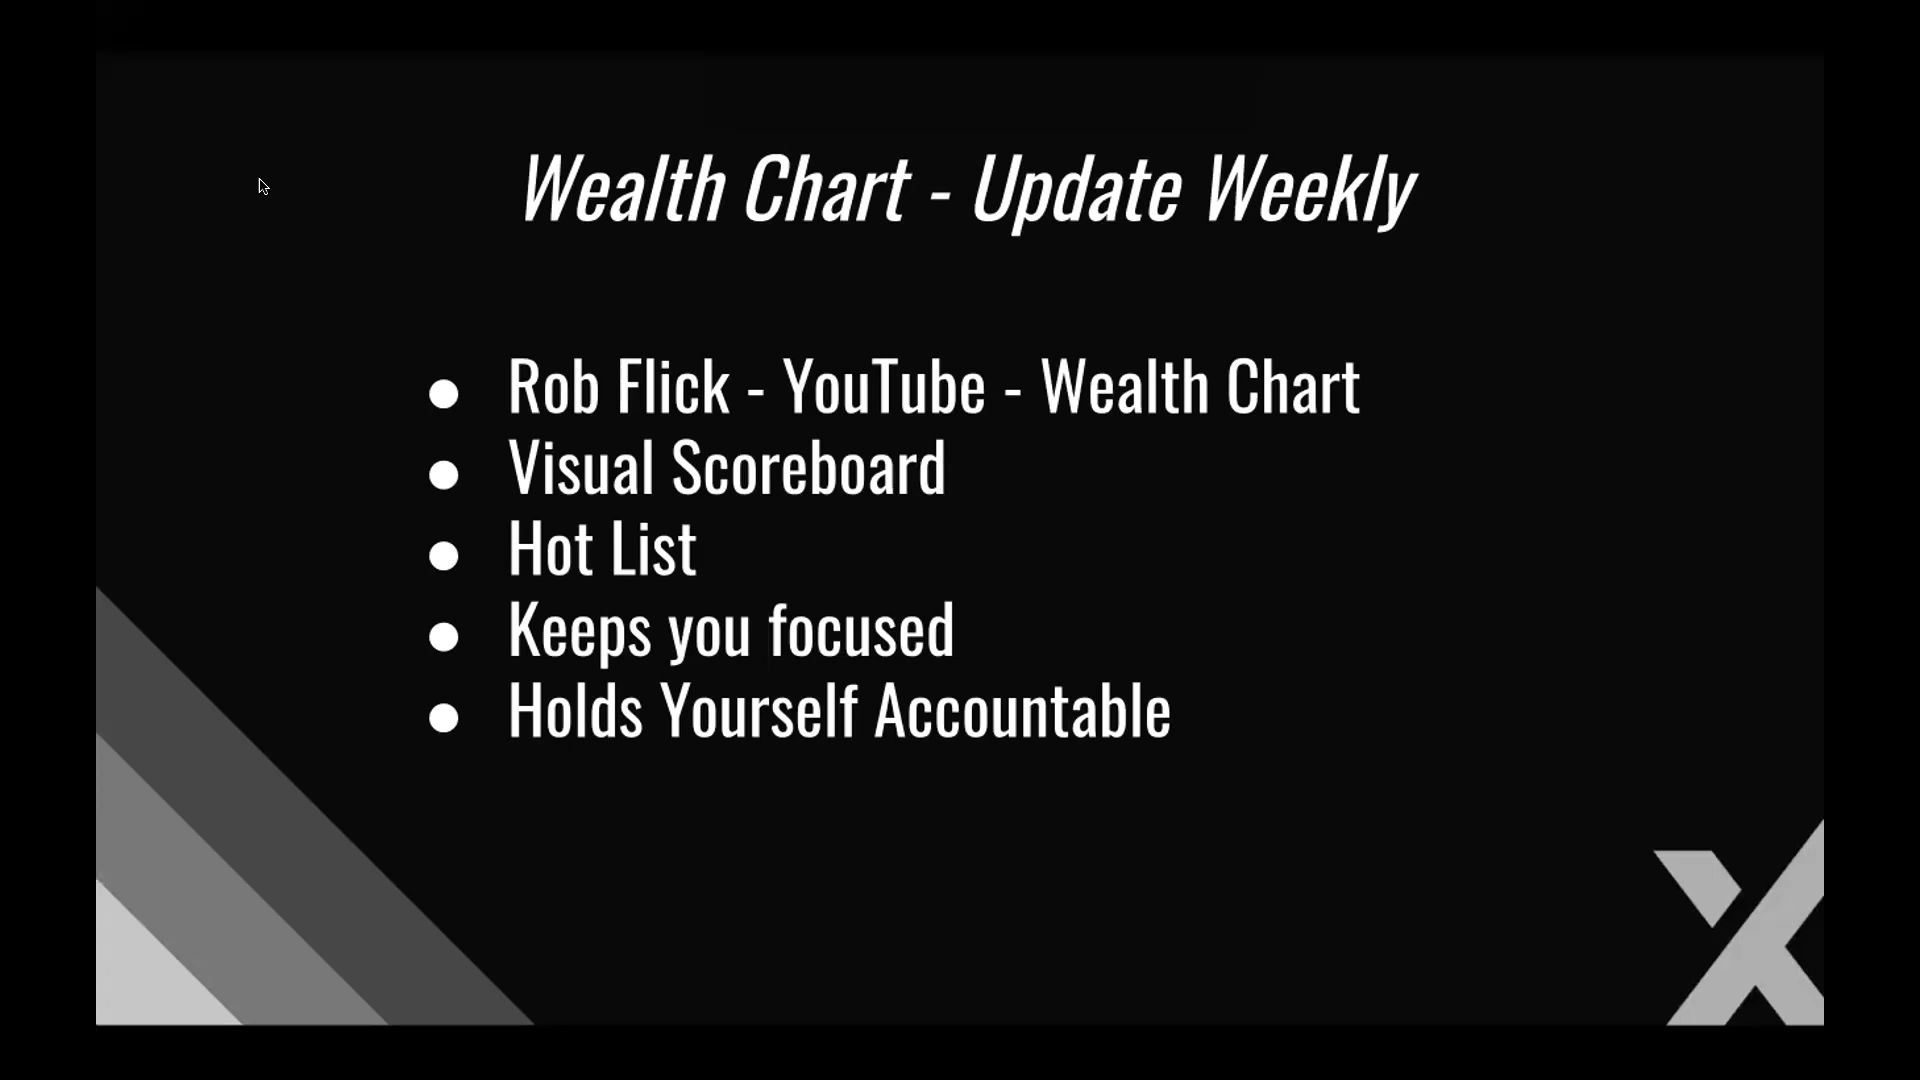 Wealth Chart - Update Weekly
● Rob Flick - YouTube - Wealth Chart
● Visual Scoreboard
● Hot List
● Keeps you focused
● Holds Yourself Accountable
X